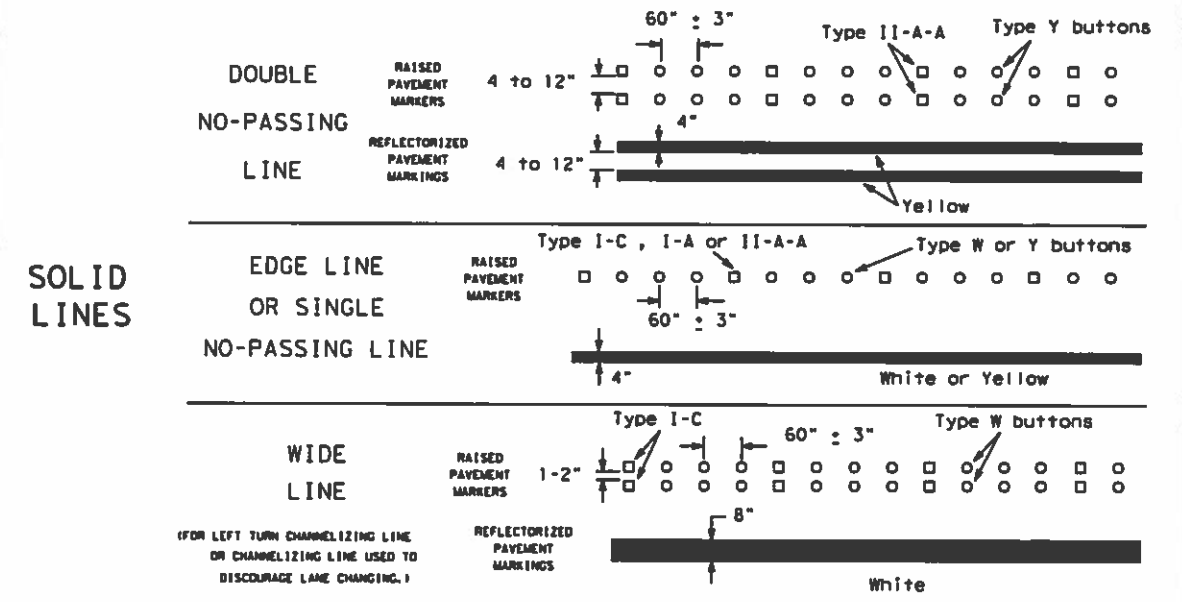 SOLID
LINES
DOUBLE
NO-PASSING
LINE
RAISED
PAVEMENT
MARKERS
4 to 12"
60" ± 3"
Type II-A-A
Type Y buttons
REFLECTORIZED
PAVEMENT
MARKINGS
4 to 12"
4"
Yellow
EDGE LINE
OR SINGLE
NO-PASSING LINE
RAISED
PAVEMENT
MARKERS
Type I-C , I-A or II-A-A
Type W or Y buttons
60" ± 3"
4"
White or Yellow
WIDE
LINE
(FOR LEFT TURN CHANNELIZING LINE
OR CHANNELIZING LINE USED TO
DISCOURAGE LANE CHANGING.)
RAISED
PAVEMENT
MARKERS
1-2"
Type I-C
60" ± 3"
Type W buttons
REFLECTORIZED
PAVEMENT
MARKINGS
8"
White